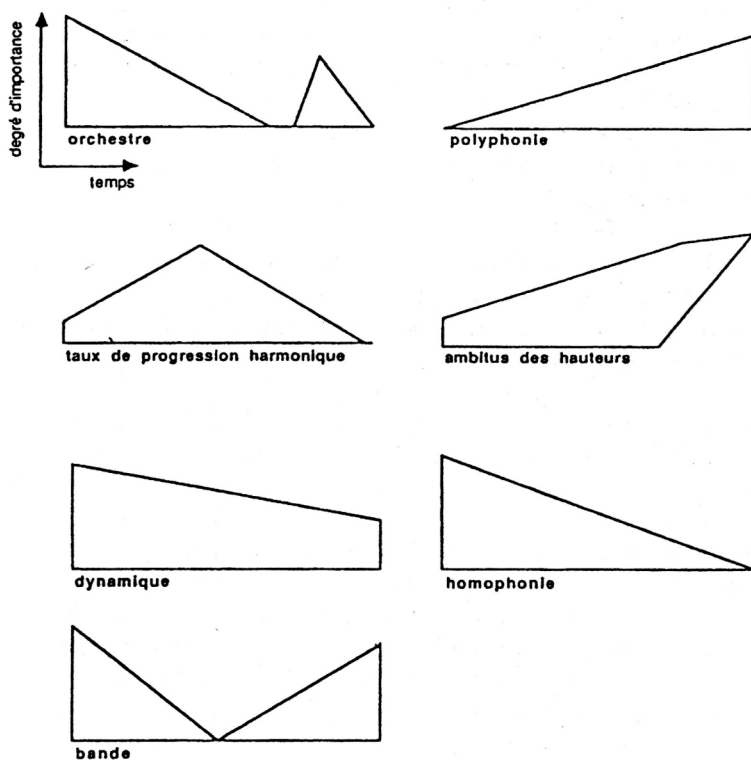 degré d'importance
orchestre
temps
polyphonie
taux de progression harmonique
ambitus des hauteurs
dynamique
homophonie
bande